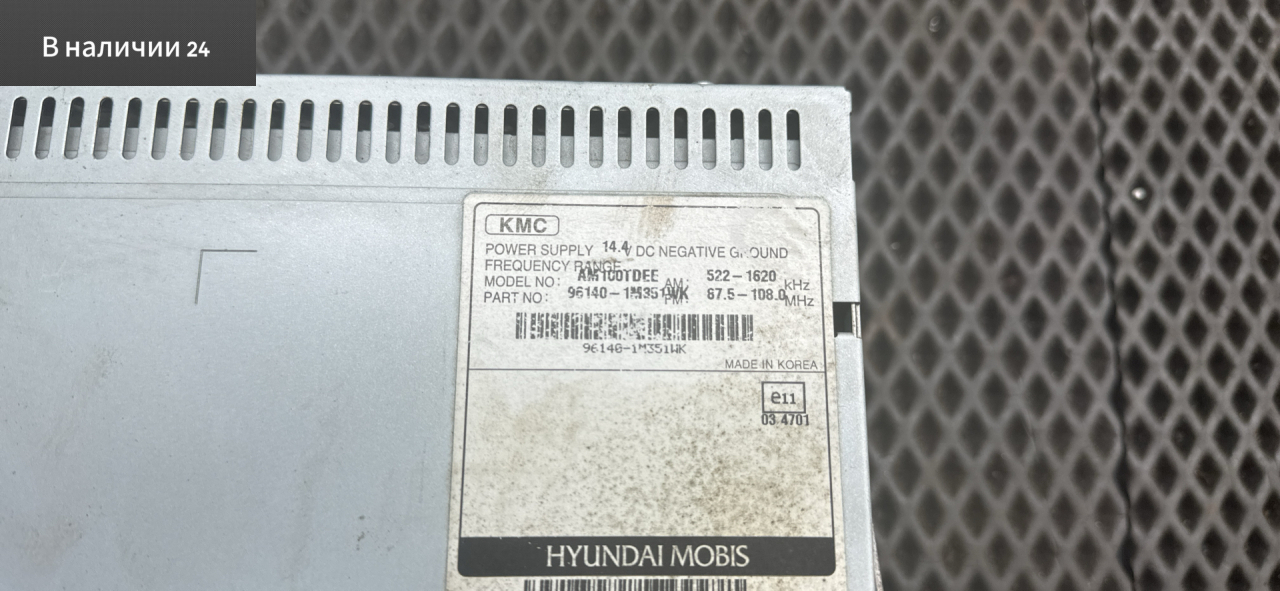 В наличии 24
KMC
POWER SUPPLY 14.4V DC NEGATIVE GROUND
FREQUENCY RANGE
MODEL NO: AM100TDEE AM: 522-1620 kHz
PART NO: 96140-1M351WK FM: 87.5-108.0 MHz
96140-1M351WK
MADE IN KOREA
e11
03 4701
HYUNDAI MOBIS